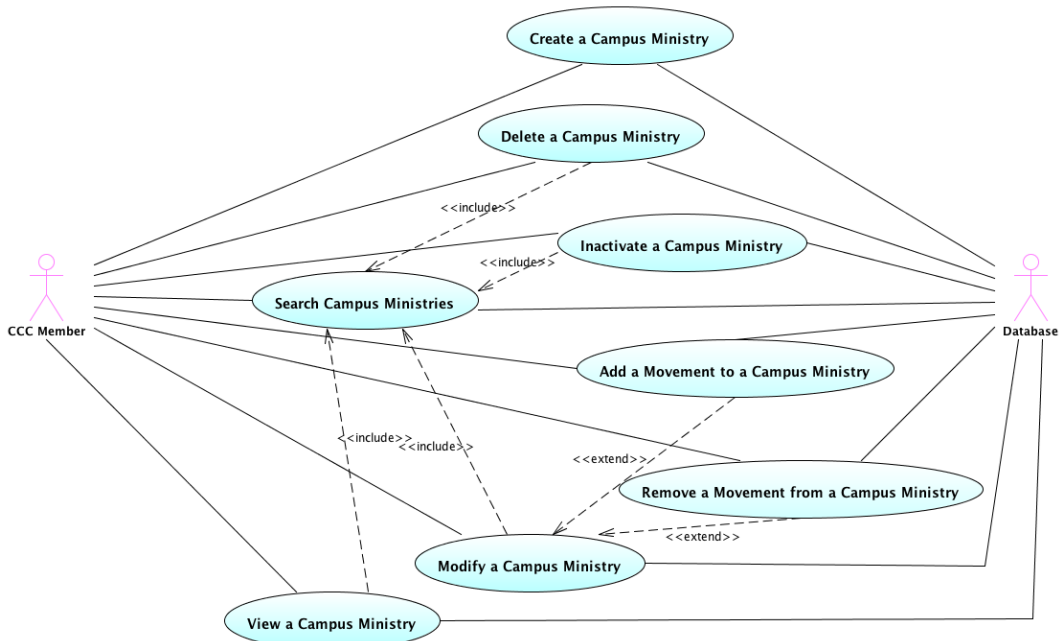 Create a Campus Ministry
Delete a Campus Ministry
<<include>>
Inactivate a Campus Ministry
<<include>>
Search Campus Ministries
CCC Member
Database
Add a Movement to a Campus Ministry
<<include>>
<<include>>
<<extend>>
Remove a Movement from a Campus Ministry
<<extend>>
Modify a Campus Ministry
View a Campus Ministry